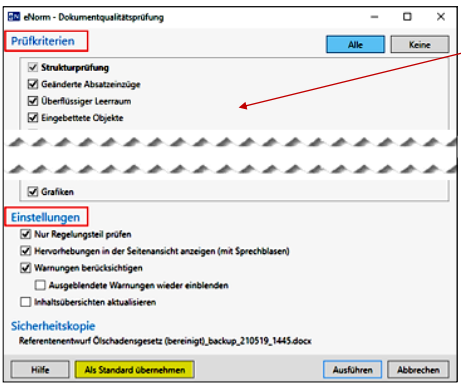 eNorm - Dokumentqualitätsprüfung
Prüfkriterien
Alle
Keine
Strukturprüfung
Geänderte Absatzeinzüge
Überflüssiger Leerraum
Eingebettete Objekte
Grafiken
Einstellungen
Nur Regelungsteil prüfen
Hervorhebungen in der Seitenansicht anzeigen (mit Sprechblasen)
Warnungen berücksichtigen
Ausgeblendete Warnungen wieder einblenden
Inhaltsübersichten aktualisieren
Sicherheitskopie
Referentenentwurf Ölschadensgesetz (bereinigt)_backup_210519_1445.docx
Hilfe
Als Standard übernehmen
Ausführen
Abbrechen